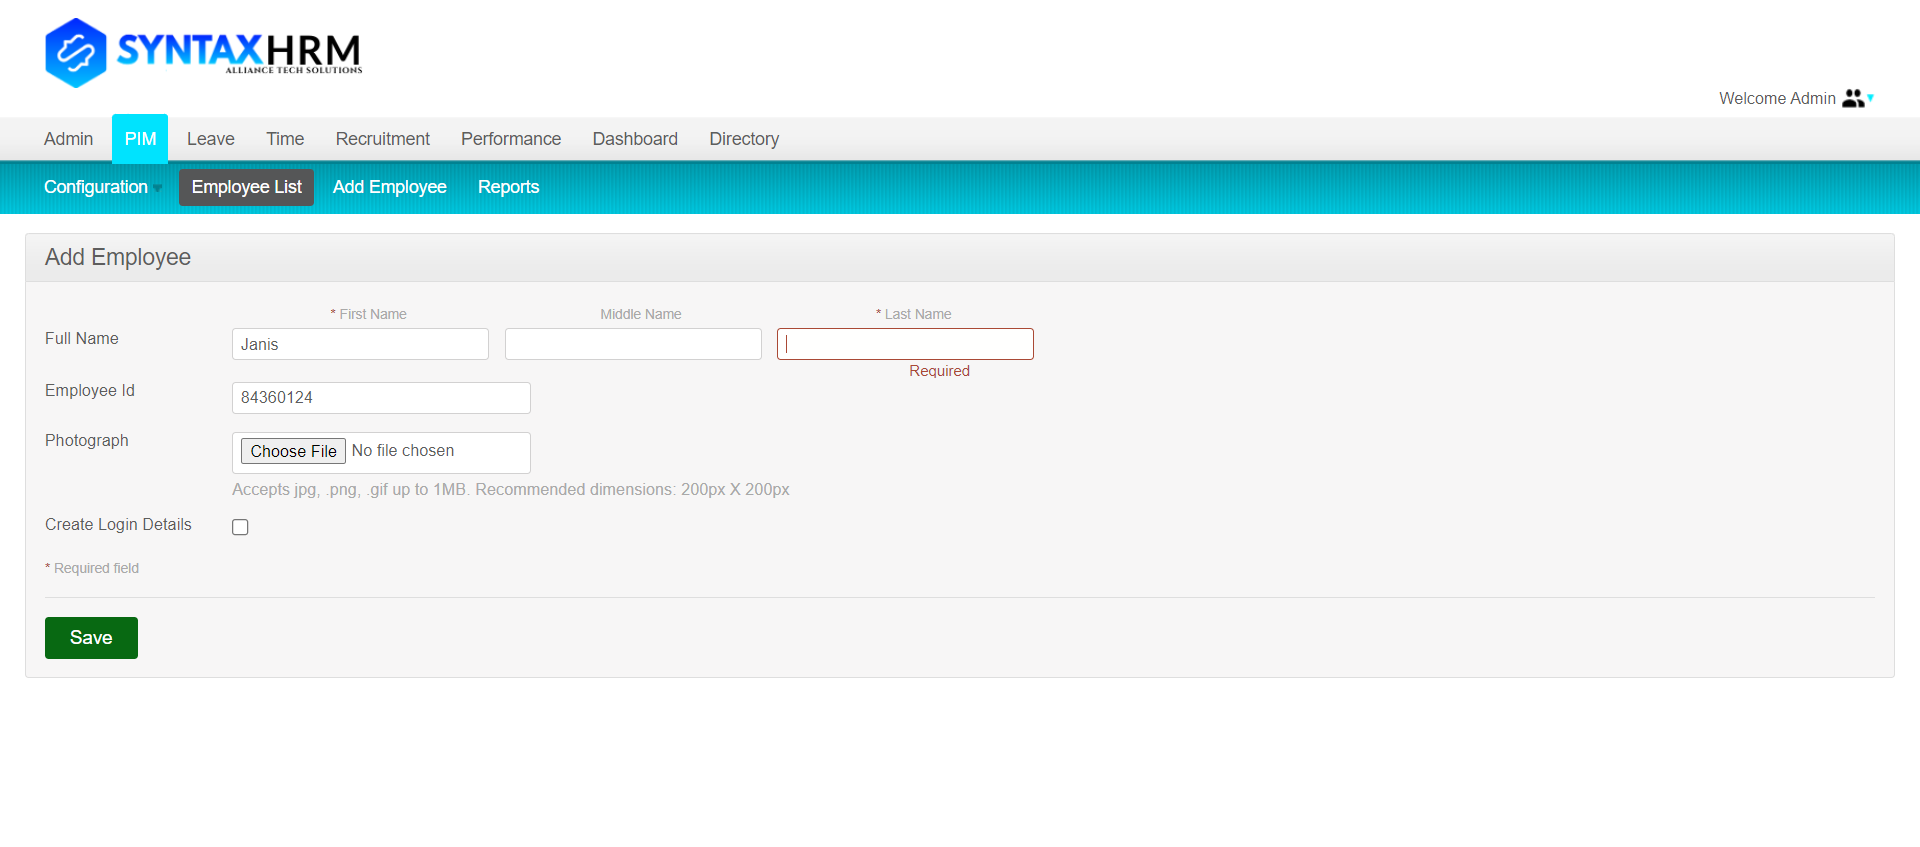 SYNTAXHRM
ALLIANCE TECH SOLUTIONS
Welcome Admin
Admin PIM Leave Time Recruitment Performance Dashboard Directory
Configuration Employee List Add Employee Reports
Add Employee
* First Name Middle Name * Last Name
Full Name Janis
Required
Employee Id 84360124
Photograph Choose File No file chosen
Accepts jpg, .png, .gif up to 1MB. Recommended dimensions: 200px X 200px
Create Login Details
* Required field
Save